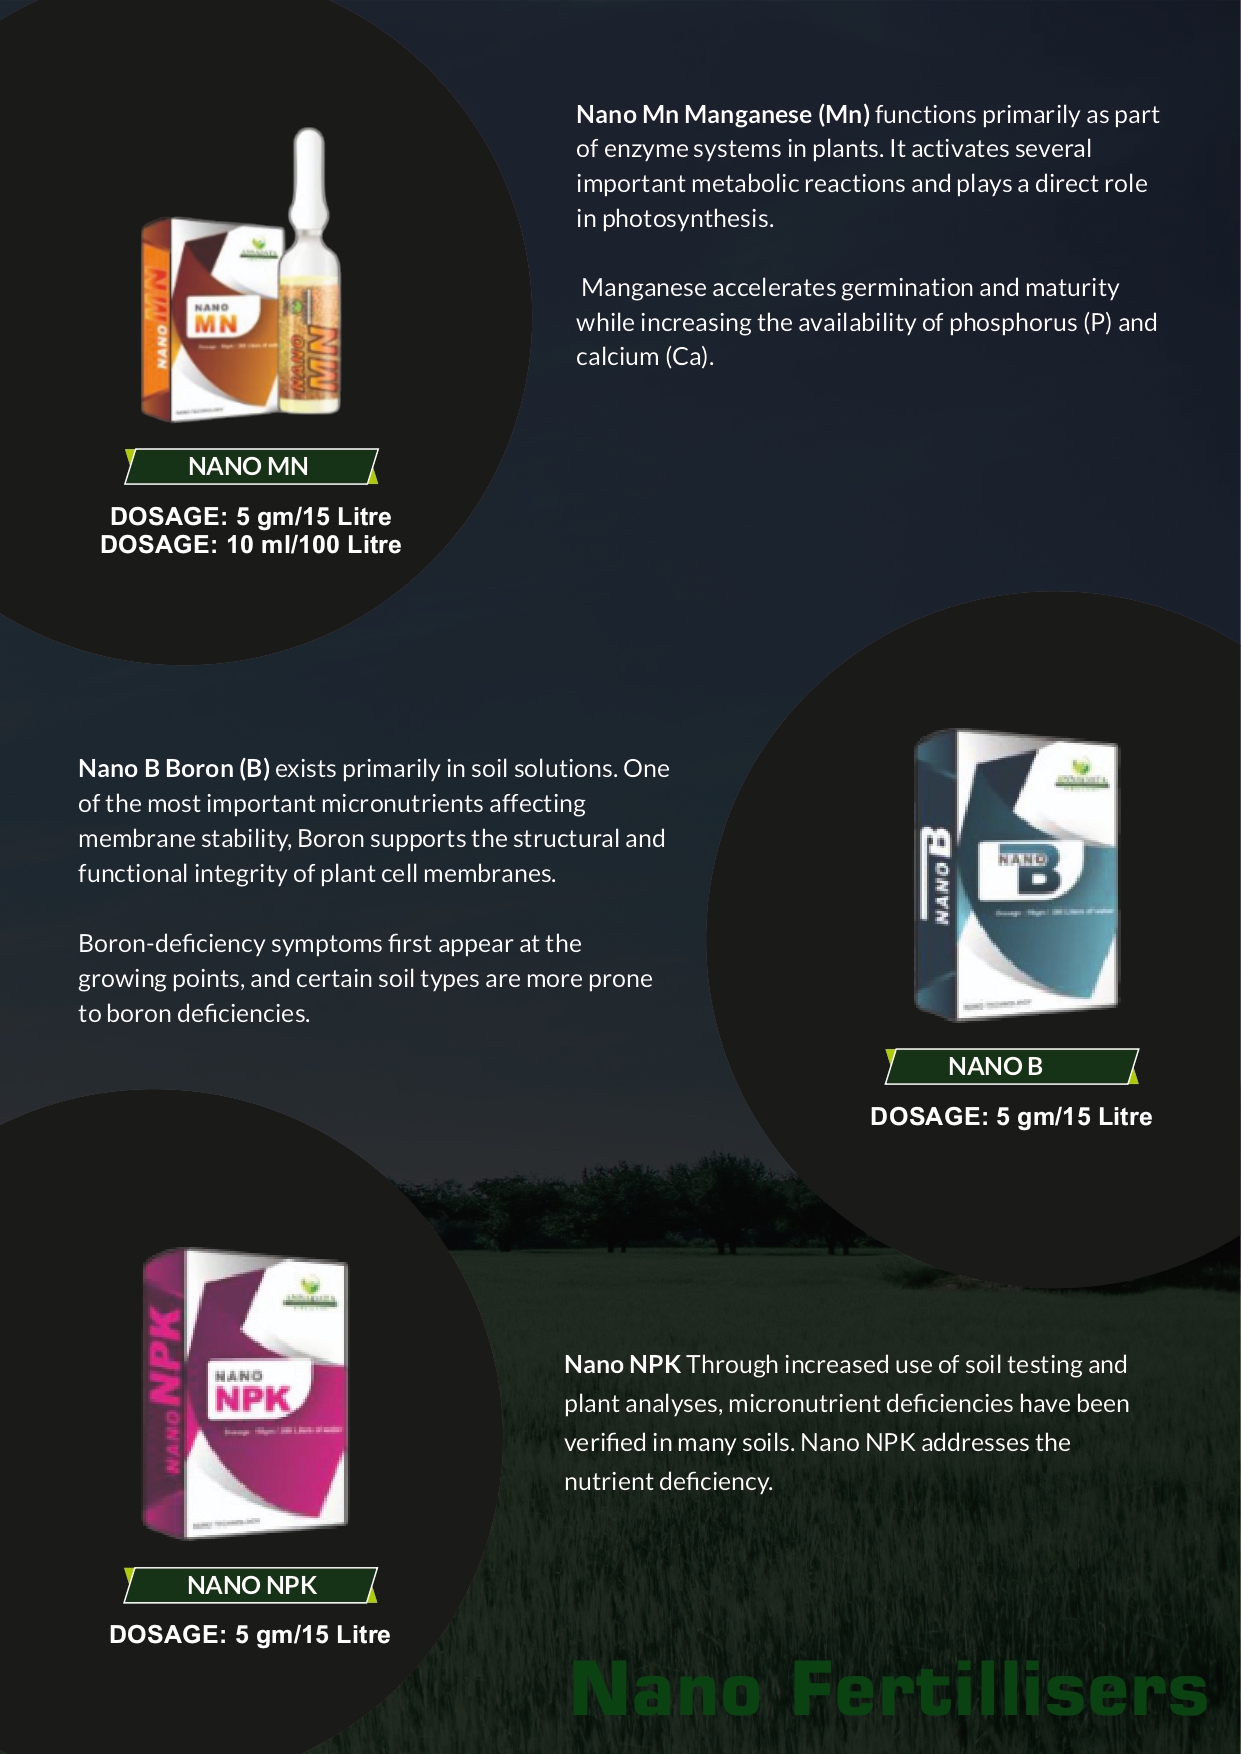 Nano Mn Manganese (Mn) functions primarily as part
of enzyme systems in plants. It activates several
important metabolic reactions and plays a direct role
in photosynthesis.
Manganese accelerates germination and maturity
while increasing the availability of phosphorus (P) and
calcium (Ca).
NANO MN
NANO
MN
NANO
MN
NANO MN
DOSAGE: 5 gm/15 Litre
DOSAGE: 10 ml/100 Litre
Nano B Boron (B) exists primarily in soil solutions. One
of the most important micronutrients affecting
membrane stability, Boron supports the structural and
functional integrity of plant cell membranes.
Boron-deficiency symptoms first appear at the
growing points, and certain soil types are more prone
to boron deficiencies.
NANO B
NANO
B
NANO B
DOSAGE: 5 gm/15 Litre
NANO NPK
NANO
NPK
NANO NPK
DOSAGE: 5 gm/15 Litre
Nano NPK Through increased use of soil testing and
plant analyses, micronutrient deficiencies have been
verified in many soils. Nano NPK addresses the
nutrient deficiency.
Nano Fertillisers